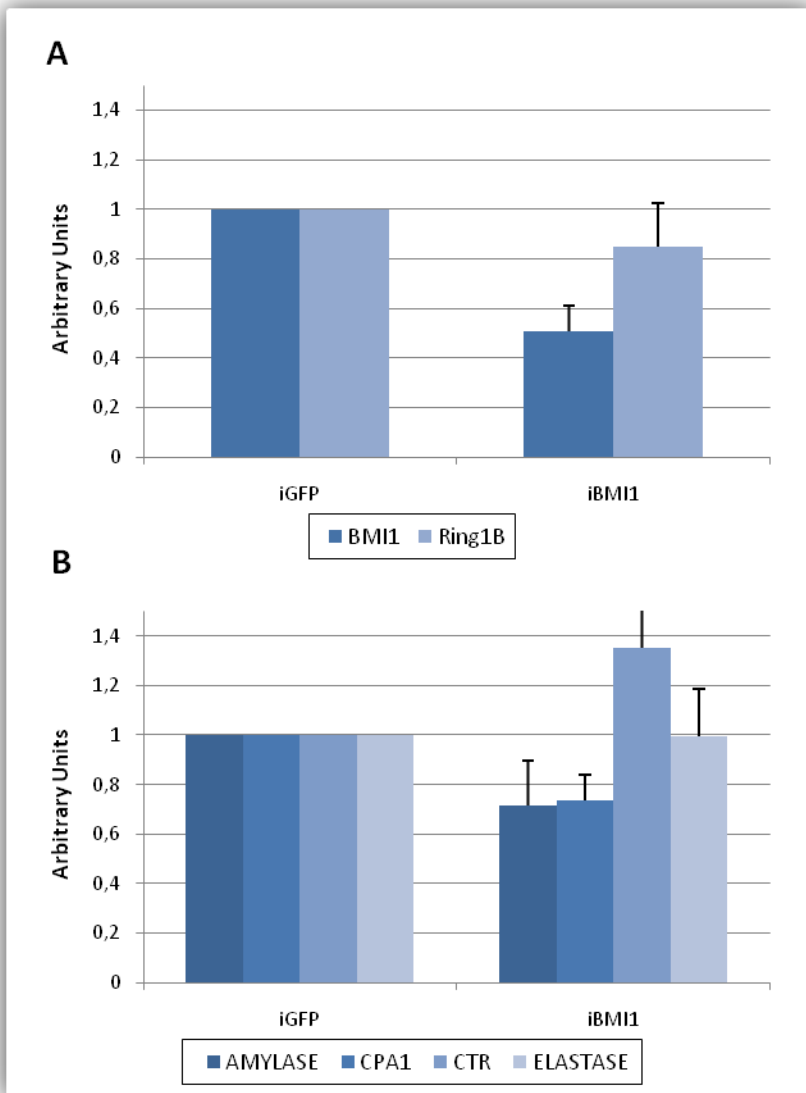 A
1,4
1,2
1
0,8
0,6
0,4
0,2
0
Arbitrary Units
iGFP iBMI1
BMI1 Ring1B
B
1,4
1,2
1
0,8
0,6
0,4
0,2
0
Arbitrary Units
iGFP iBMI1
AMYLASE CPA1 CTR ELASTASE